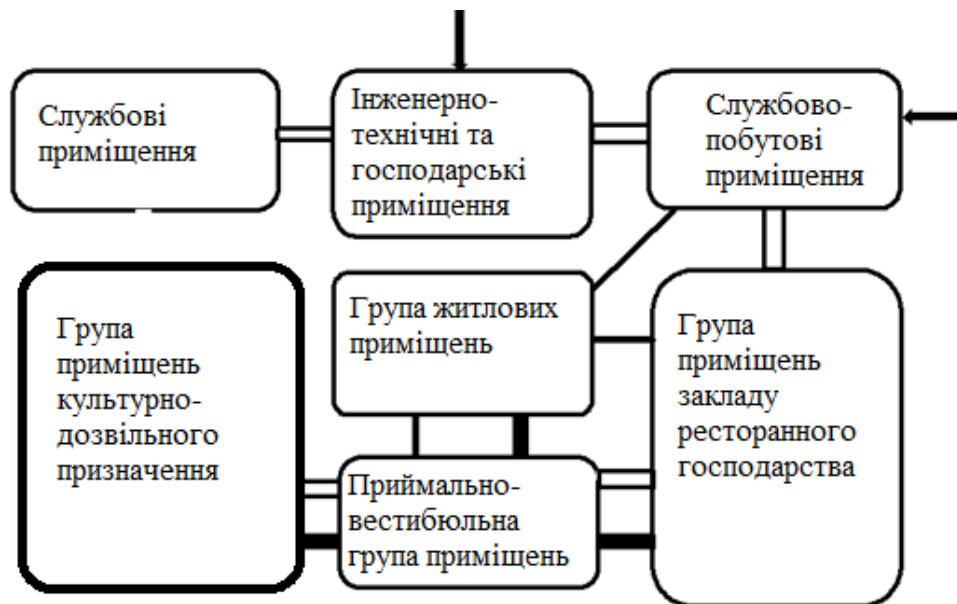 Службові
приміщення
Інженерно-
технічні та
господарські
приміщення
Службово-
побутові
приміщення
Група
приміщень
культурно-
дозвільного
призначення
Група житлових
приміщень
Група
приміщень
закладу
ресторанного
господарства
Приймально-
вестибюльна
група приміщень